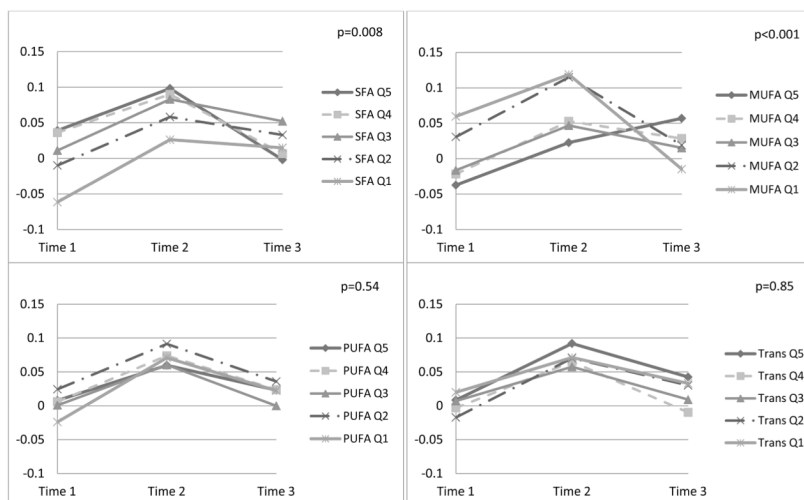 p=0.008
0.15
0.1
0.05
0
-0.05
-0.1
Time 1 Time 2 Time 3
SFA Q5
SFA Q4
SFA Q3
SFA Q2
SFA Q1
p<0.001
0.15
0.1
0.05
0
-0.05
-0.1
Time 1 Time 2 Time 3
MUFA Q5
MUFA Q4
MUFA Q3
MUFA Q2
MUFA Q1
p=0.54
0.15
0.1
0.05
0
-0.05
-0.1
Time 1 Time 2 Time 3
PUFA Q5
PUFA Q4
PUFA Q3
PUFA Q2
PUFA Q1
p=0.85
0.15
0.1
0.05
0
-0.05
-0.1
Time 1 Time 2 Time 3
Trans Q5
Trans Q4
Trans Q3
Trans Q2
Trans Q1